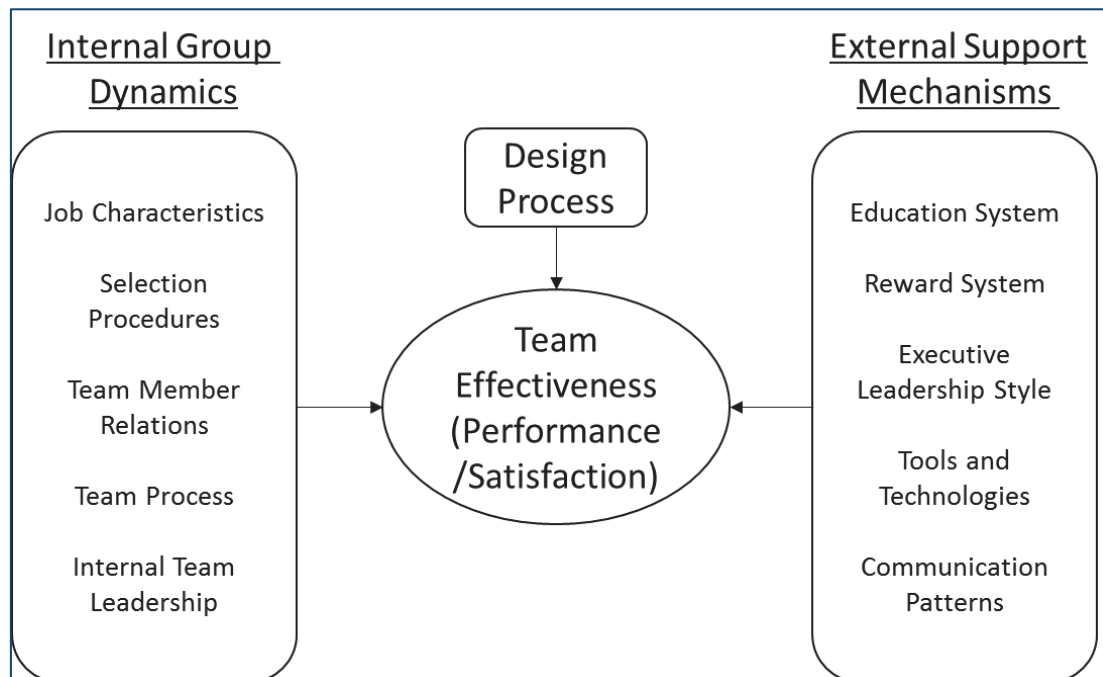 Internal Group
Dynamics
Job Characteristics
Selection
Procedures
Team Member
Relations
Team Process
Internal Team
Leadership
Design
Process
Team
Effectiveness
(Performance
/Satisfaction)
External Support
Mechanisms
Education System
Reward System
Executive
Leadership Style
Tools and
Technologies
Communication
Patterns